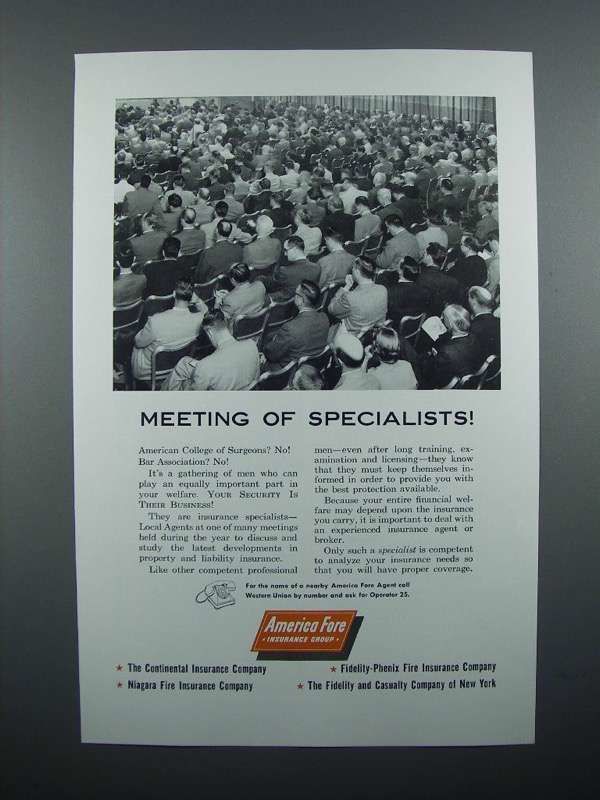 MEETING OF SPECIALISTS!
American College of Surgeons? No!
Bar Association? No!
It's a gathering of men who can
play an equally important part in
your welfare. YOUR SECURITY IS
THEIR BUSINESS!
They are insurance specialists—
Local Agents at one of many meetings
held during the year to discuss and
study the latest developments in
property and liability insurance.
Like other competent professional
men—even after long training, ex-
amination and licensing—they know
that they must keep themselves in-
formed in order to provide you with
the best protection available.
Because your entire financial wel-
fare may depend upon the insurance
you carry, it is important to deal with
an experienced insurance agent or
broker.
Only such a specialist is competent
to analyze your insurance needs so
that you will have proper coverage.
For the name of a nearby America Fore Agent call
Western Union by number and ask for Operator 25.
America Fore
• INSURANCE GROUP •
★ The Continental Insurance Company
★ Fidelity-Phenix Fire Insurance Company
★ Niagara Fire Insurance Company
★ The Fidelity and Casualty Company of New York